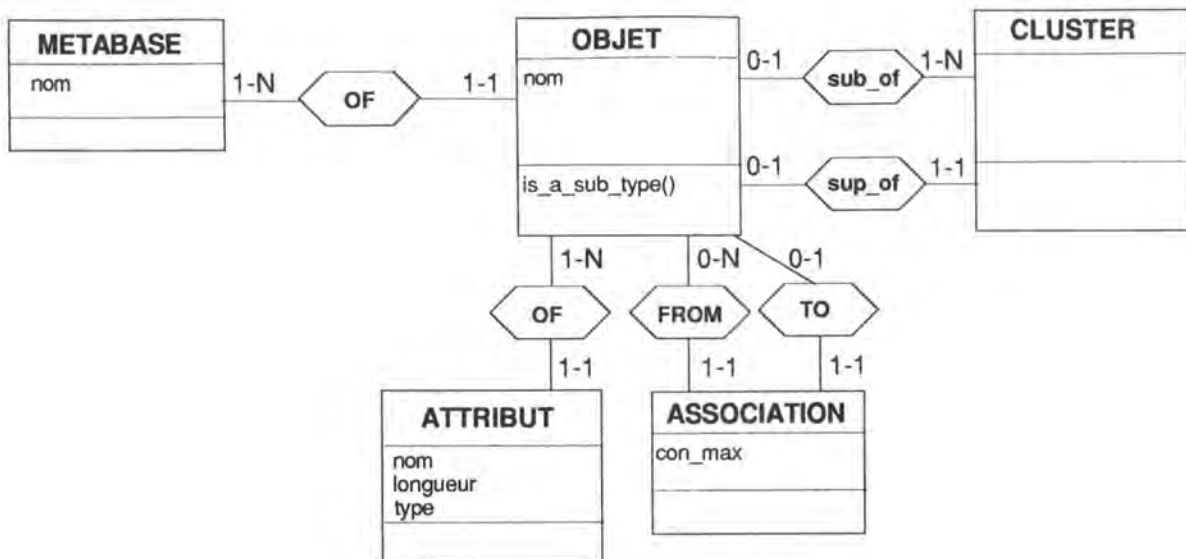 METABASE
nom
1-N
OF
1-1
OBJET
nom
is_a_sub_type()
0-1
sub_of
1-N
0-1
sup_of
1-1
CLUSTER
1-N
0-N
0-1
OF
FROM
TO
1-1
1-1
1-1
ATTRIBUT
nom
longueur
type
ASSOCIATION
con_max